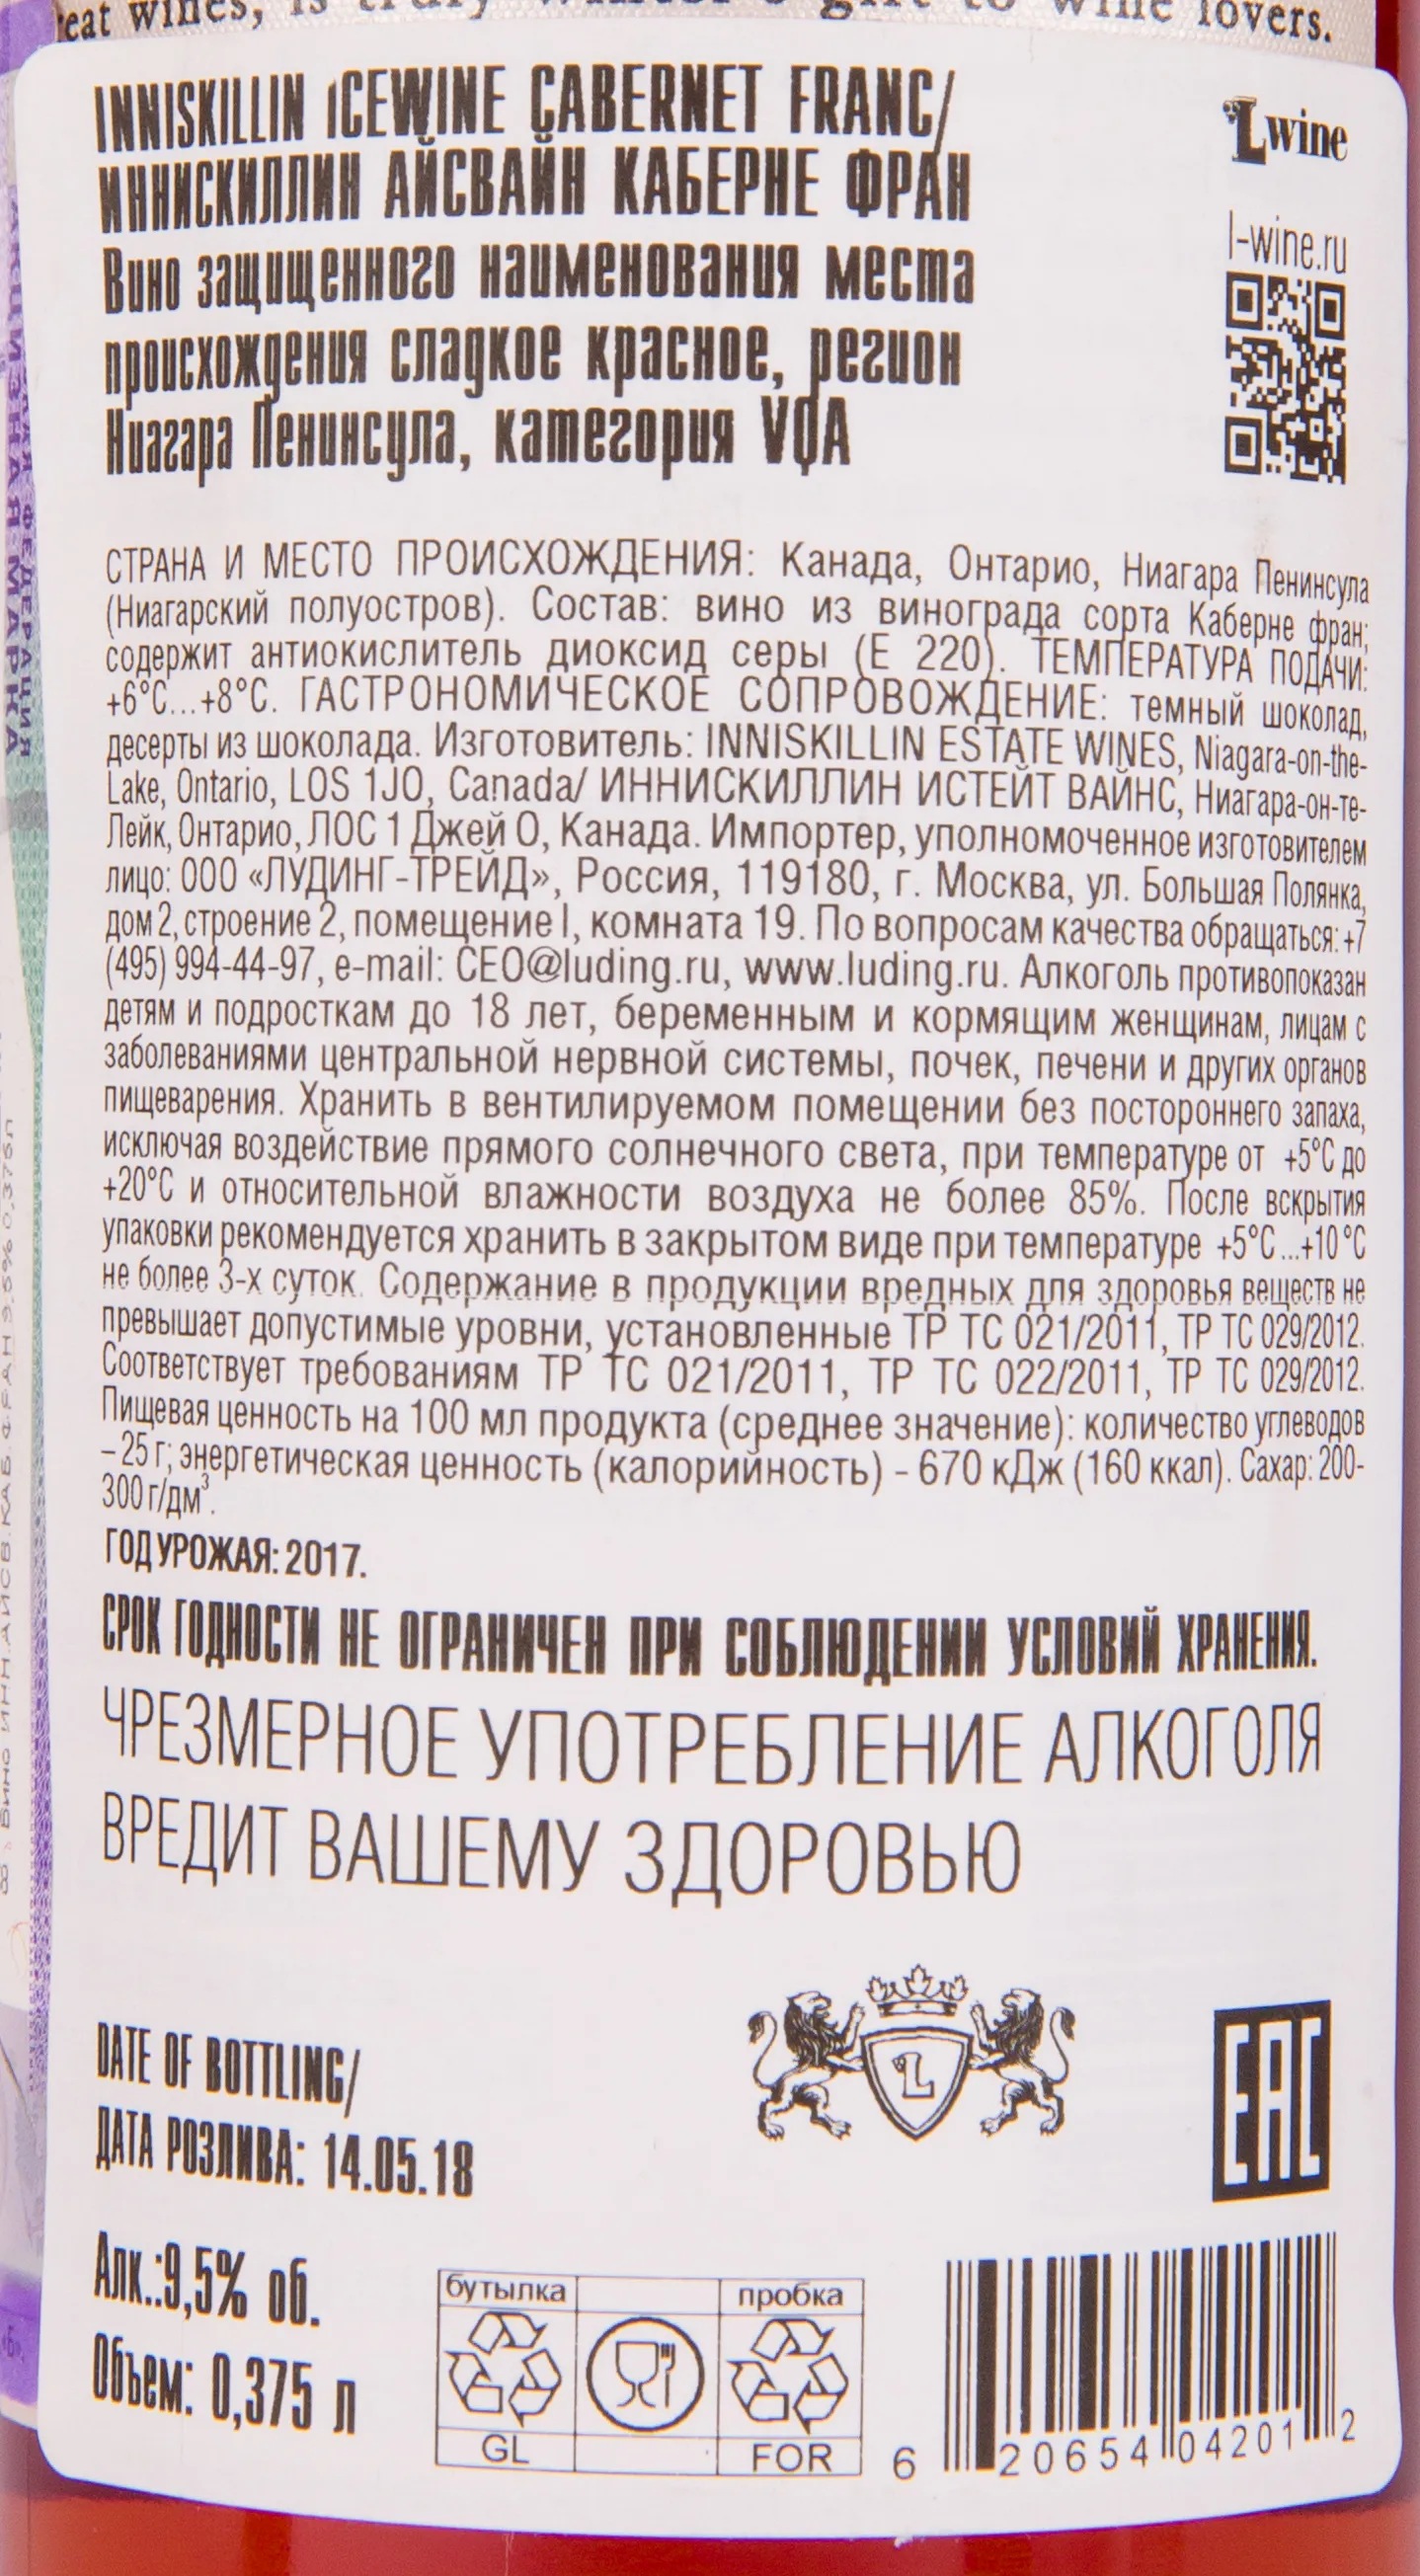 eat wines, is truly winter's gift to wine lovers.
INNISKILLIN ICEWINE CABERNET FRANC/
ИННИСКИЛЛИН АЙСВАЙН КАБЕРНЕ ФРАН
Вино защищенного наименования места
происхождения сладкое красное, регион
Ниагара Пенинсула, категория VQA
Lwine
l-wine.ru
СТРАНА И МЕСТО ПРОИСХОЖДЕНИЯ: Канада, Онтарио, Ниагара Пенинсула
(Ниагарский полуостров). Состав: вино из винограда сорта Каберне фран;
содержит антиокислитель диоксид серы (Е 220). ТЕМПЕРАТУРА ПОДАЧИ:
+6°С...+8°С. ГАСТРОНОМИЧЕСКОЕ СОПРОВОЖДЕНИЕ: темный шоколад,
десерты из шоколада. Изготовитель: INNISKILLIN ESTATE WINES, Niagara-on-the-
Lake, Ontario, LOS 1JO, Canada/ ИННИСКИЛЛИН ИСТЕЙТ ВАЙНС, Ниагара-он-те-
Лейк, Онтарио, ЛОС 1 Джей О, Канада. Импортер, уполномоченное изготовителем
лицо: ООО «ЛУДИНГ-ТРЕЙД», Россия, 119180, г. Москва, ул. Большая Полянка,
дом 2, строение 2, помещение I, комната 19. По вопросам качества обращаться: +7
(495) 994-44-97, e-mail: CEO@luding.ru, www.luding.ru. Алкоголь противопоказан
детям и подросткам до 18 лет, беременным и кормящим женщинам, лицам с
заболеваниями центральной нервной системы, почек, печени и других органов
пищеварения. Хранить в вентилируемом помещении без постороннего запаха,
исключая воздействие прямого солнечного света, при температуре от +5°С до
+20°С и относительной влажности воздуха не более 85%. После вскрытия
упаковки рекомендуется хранить в закрытом виде при температуре +5°С...+10°С
не более 3-х суток. Содержание в продукции вредных для здоровья веществ не
превышает допустимые уровни, установленные ТР ТС 021/2011, ТР ТС 029/2012.
Соответствует требованиям ТР ТС 021/2011, ТР ТС 022/2011, ТР ТС 029/2012.
Пищевая ценность на 100 мл продукта (среднее значение): количество углеводов
– 25 г; энергетическая ценность (калорийность) - 670 кДж (160 ккал). Сахар: 200-
300 г/дм³.
ГОД УРОЖАЯ: 2017.
СРОК ГОДНОСТИ НЕ ОГРАНИЧЕН ПРИ СОБЛЮДЕНИИ УСЛОВИЙ ХРАНЕНИЯ.
ЧРЕЗМЕРНОЕ УПОТРЕБЛЕНИЕ АЛКОГОЛЯ
ВРЕДИТ ВАШЕМУ ЗДОРОВЬЮ
DATE OF BOTTLING/
ДАТА РОЗЛИВА: 14.05.18
L
EAC
Алк.:9,5% об.
Объем: 0,375 л
бутылка
пробка
GL
FOR
6 20654 04201 2
ФЕДЕРАЦИЯ
АКЦИЗНАЯ МАРКА